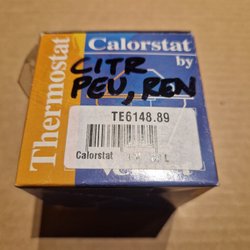 Thermostat
Calorstat
by
CITR
PEU, REN
TE6148.89
Calorstat